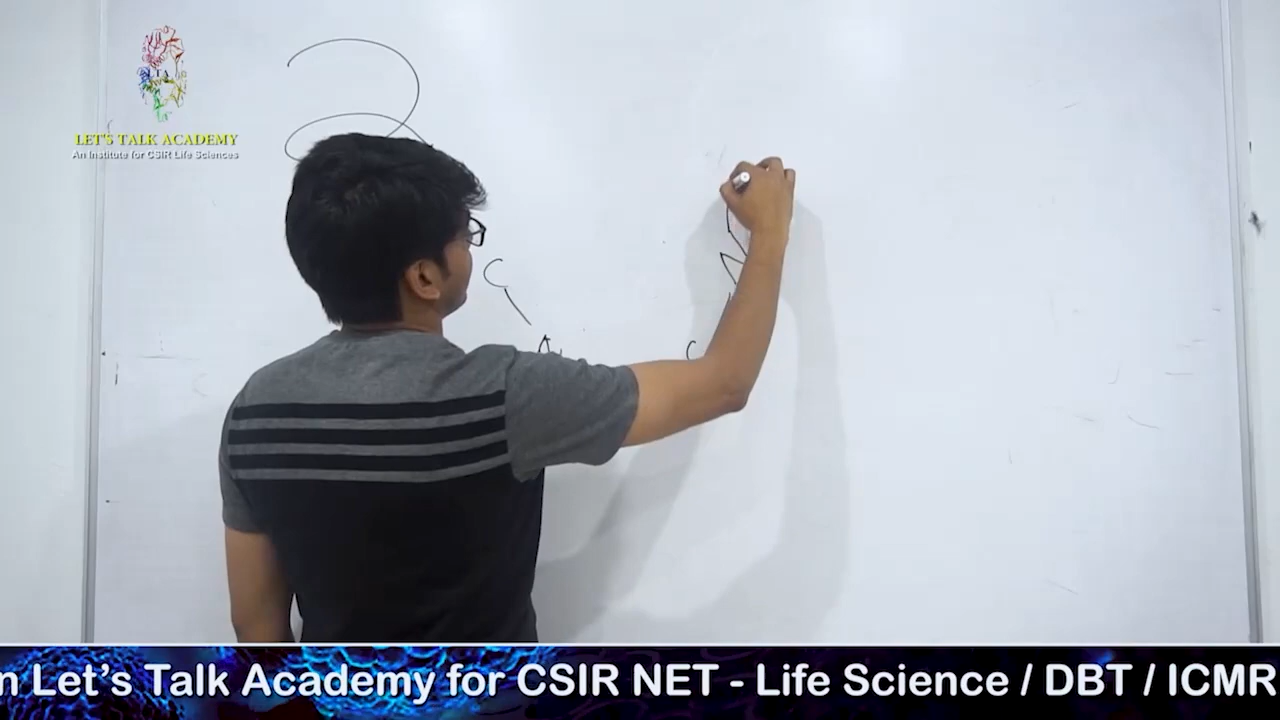 LTA
LET'S TALK ACADEMY
An Institute for CSIR Life Sciences
C
A
C
n Let's Talk Academy for CSIR NET - Life Science / DBT / ICMR